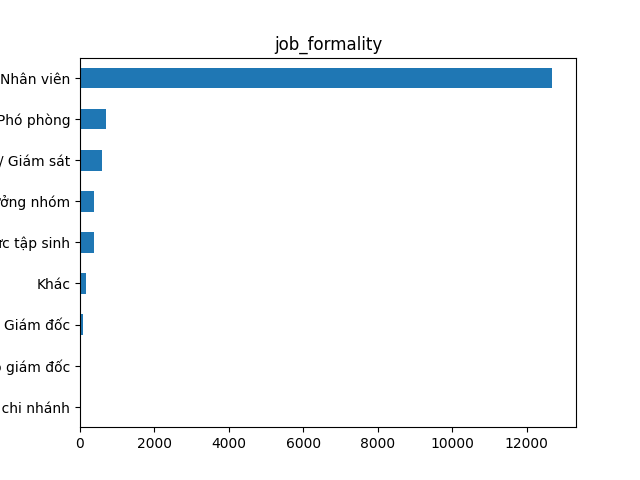 job_formality
Nhân viên
Phó phòng
/ Giám sát
nhóm
tập sinh
Khác
Giám đốc
giám đốc
chi nhánh
0 2000 4000 6000 8000 10000 12000